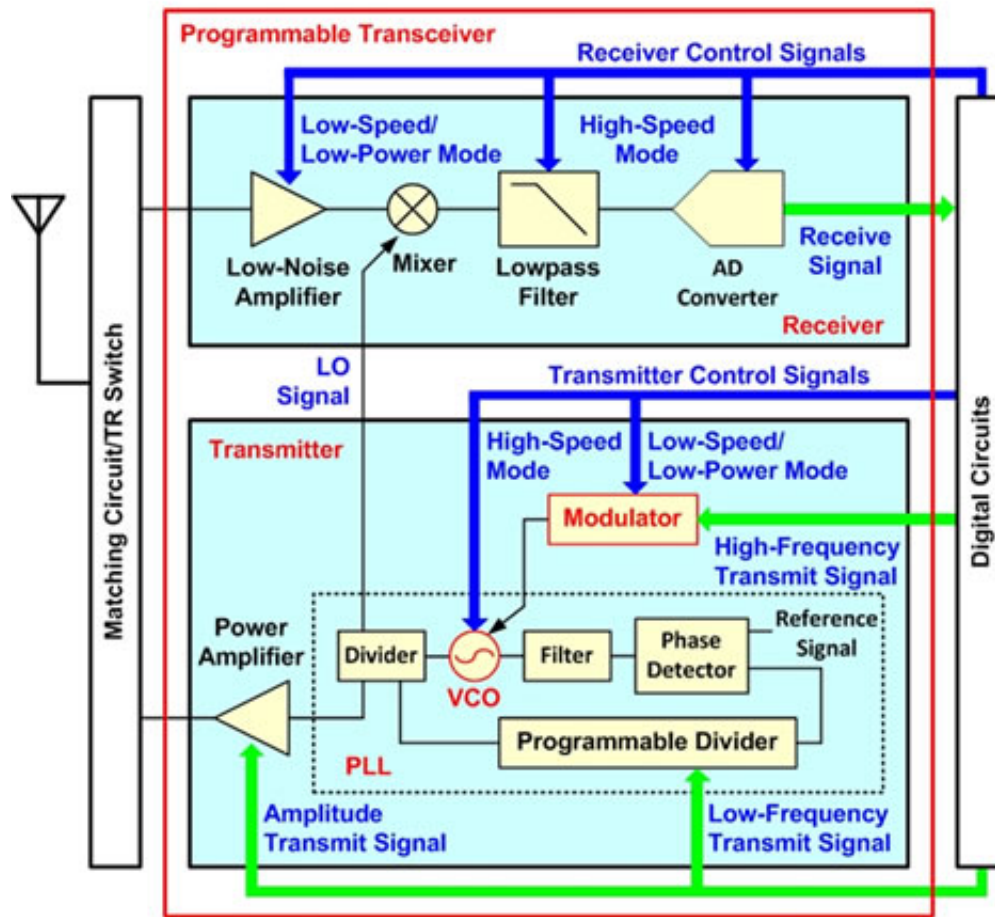 Programmable Transceiver
Receiver Control Signals
Low-Speed/
Low-Power Mode
High-Speed
Mode
Low-Noise
Amplifier
Mixer
Lowpass
Filter
AD
Converter
Receive
Signal
Receiver
LO
Signal
Transmitter Control Signals
Transmitter
High-Speed
Mode
Low-Speed/
Low-Power Mode
Modulator
High-Frequency
Transmit Signal
Power
Amplifier
Divider
VCO
Filter
Phase
Detector
Reference
Signal
Programmable Divider
PLL
Amplitude
Transmit Signal
Low-Frequency
Transmit Signal
Matching Circuit/TR Switch
Digital Circuits